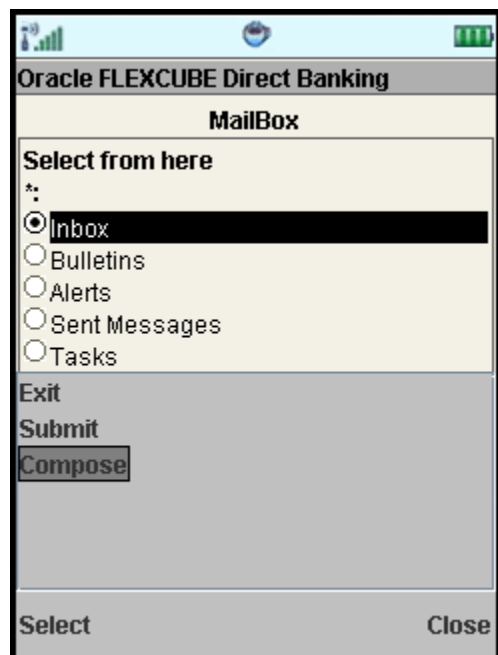 Oracle FLEXCUBE Direct Banking
MailBox
Select from here
*:
Inbox
Bulletins
Alerts
Sent Messages
Tasks
Exit
Submit
Compose
Select Close